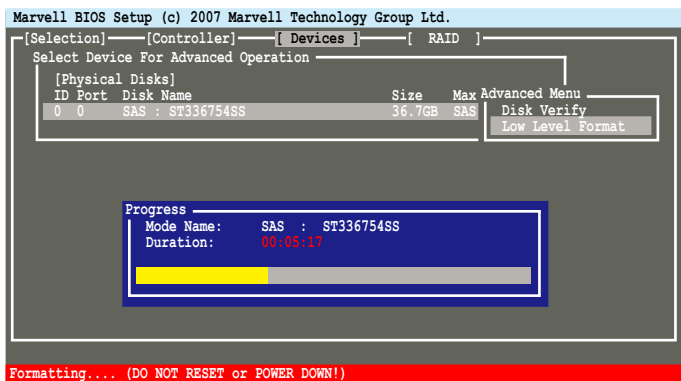 Marvell BIOS Setup (c) 2007 Marvell Technology Group Ltd.
[Selection] [Controller] [ Devices ] [ RAID ]
Select Device For Advanced Operation
[Physical Disks]
ID Port Disk Name Size Max
0 0 SAS : ST336754SS 36.7GB SAS
Advanced Menu
Disk Verify
Low Level Format
Progress
Mode Name: SAS : ST336754SS
Duration: 00:05:17
Formatting.... (DO NOT RESET or POWER DOWN!)